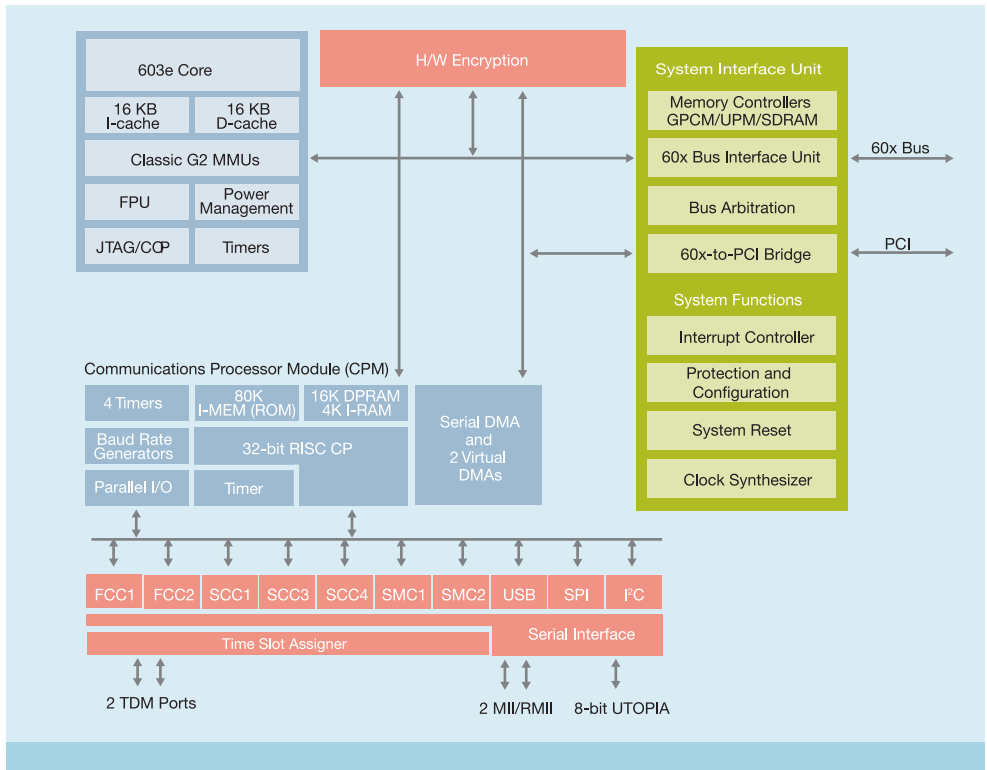 603e Core
16 KB
I-cache
16 KB
D-cache
Classic G2 MMUs
FPU
Power
Management
JTAG/COP
Timers
H/W Encryption
System Interface Unit
Memory Controllers
GPCM/UPM/SDRAM
60x Bus Interface Unit
Bus Arbitration
60x-to-PCI Bridge
System Functions
Interrupt Controller
Protection and
Configuration
System Reset
Clock Synthesizer
60x Bus
PCI
Communications Processor Module (CPM)
4 Timers
80K
I-MEM (ROM)
16K DPRAM
4K I-RAM
Baud Rate
Generators
32-bit RISC CP
Parallel I/O
Timer
Serial DMA
and
2 Virtual
DMAs
FCC1
FCC2
SCC1
SCC3
SCC4
SMC1
SMC2
USB
SPI
I²C
Time Slot Assigner
Serial Interface
2 TDM Ports
2 MII/RMII
8-bit UTOPIA